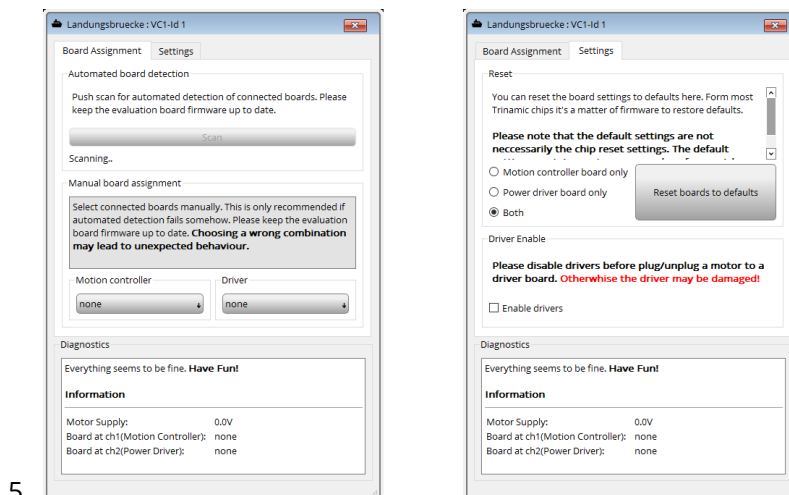 Landungsbruecke : VC1-Id 1
Board Assignment Settings
Automated board detection
Push scan for automated detection of connected boards. Please
keep the evaluation board firmware up to date.
Scan
Scanning..
Manual board assignment
Select connected boards manually. This is only recommended if
automated detection fails somehow. Please keep the evaluation
board firmware up to date. Choosing a wrong combination
may lead to unexpected behaviour.
Motion controller Driver
none none
Diagnostics
Everything seems to be fine. Have Fun!
Information
Motor Supply: 0.0V
Board at ch1(Motion Controller): none
Board at ch2(Power Driver): none
5
Landungsbruecke : VC1-Id 1
Board Assignment Settings
Reset
You can reset the board settings to defaults here. Form most
Trinamic chips it's a matter of firmware to restore defaults.
Please note that the default settings are not
neccessarily the chip reset settings. The default
Motion controller board only
Power driver board only
Both
Reset boards to defaults
Driver Enable
Please disable drivers before plug/unplug a motor to a
driver board. Otherwhise the driver may be damaged!
Enable drivers
Diagnostics
Everything seems to be fine. Have Fun!
Information
Motor Supply: 0.0V
Board at ch1(Motion Controller): none
Board at ch2(Power Driver): none